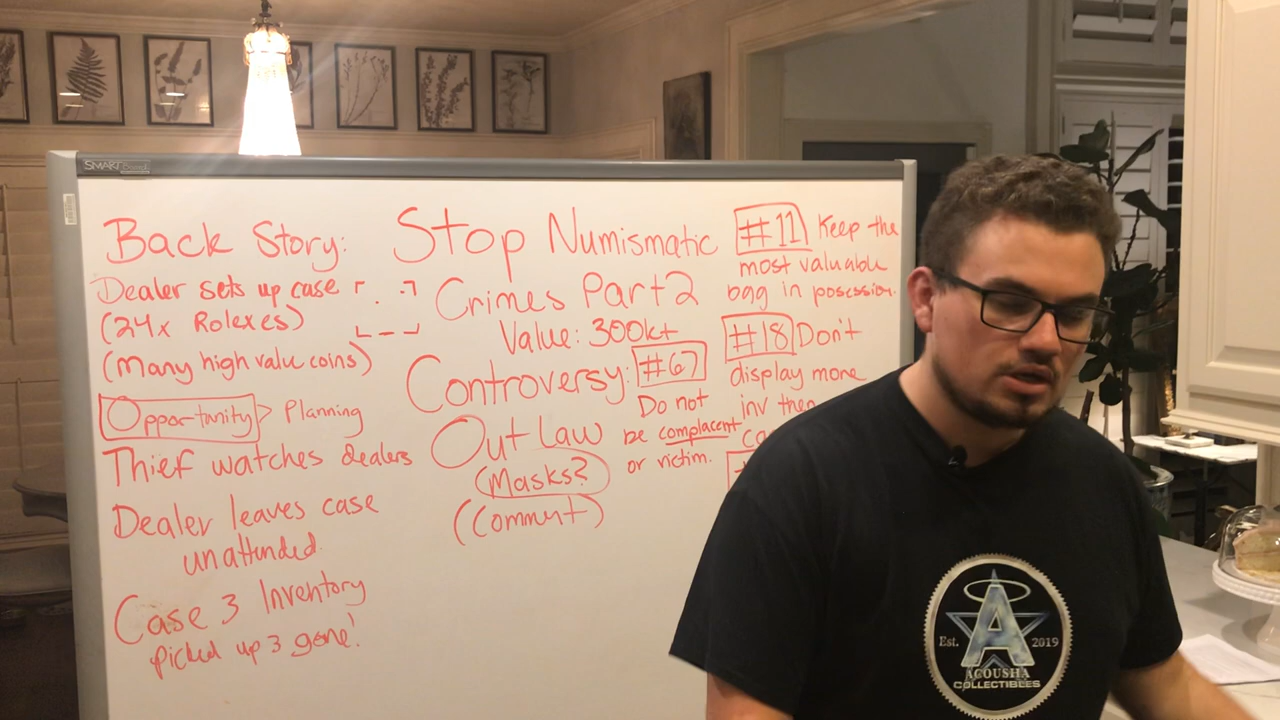 SMART Board
Back Story:
Dealer sets up case
(24x Rolexes)
(Many high value coins)
Opportunity > Planning
Thief watches dealers
Dealer leaves case
unattended.
Case 3 Inventory
picked up 3 gone!
Stop Numismatic
Crimes Part 2
Value: 300k+
Controversy:
Out Law
(Masks?)
(Comment)
#67
Do not
be complacent
or victim.
#11 Keep the
most valuable
bag in posession.
#18 Don't
display more
inv then
ca
Est. A 2019
ACOUSHA
COLLECTIBLES